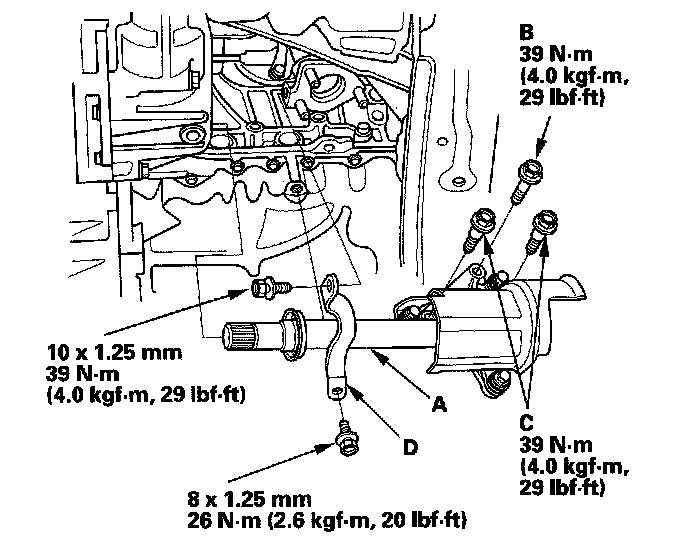 B
39 N·m
(4.0 kgf·m,
29 lbf·ft)
10 x 1.25 mm
39 N·m
(4.0 kgf·m, 29 lbf·ft)
A
D
C
39 N·m
(4.0 kgf·m,
29 lbf·ft)
8 x 1.25 mm
26 N·m (2.6 kgf·m, 20 lbf·ft)